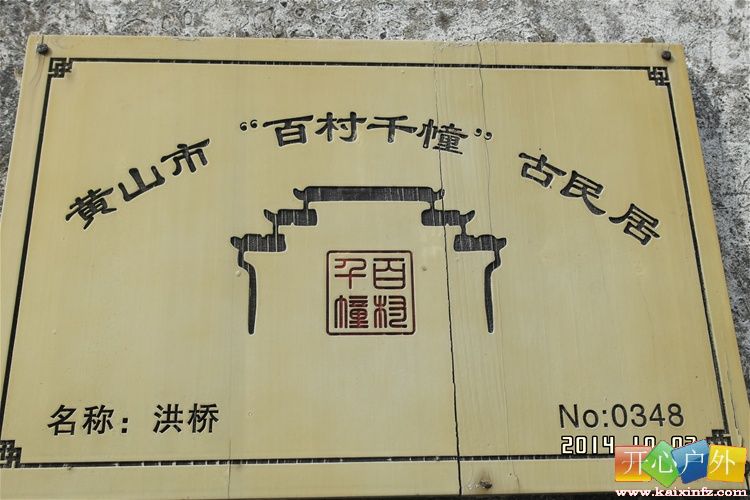 黄山市“百村千幢”古民居
百村
千幢
名称：洪桥
No:0348
开心户外
www.kaixinfz.com